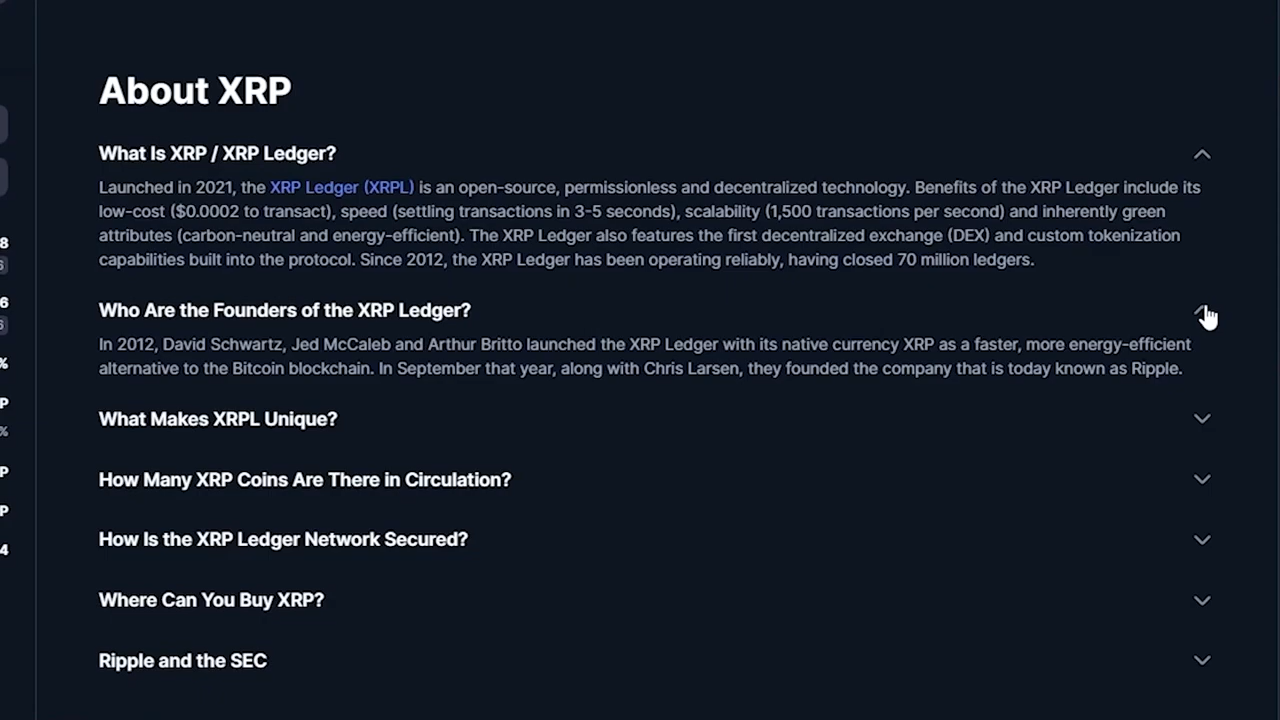 About XRP
What Is XRP / XRP Ledger?
Launched in 2021, the XRP Ledger (XRPL) is an open-source, permissionless and decentralized technology. Benefits of the XRP Ledger include its
low-cost ($0.0002 to transact), speed (settling transactions in 3-5 seconds), scalability (1,500 transactions per second) and inherently green
attributes (carbon-neutral and energy-efficient). The XRP Ledger also features the first decentralized exchange (DEX) and custom tokenization
capabilities built into the protocol. Since 2012, the XRP Ledger has been operating reliably, having closed 70 million ledgers.
8
6
Who Are the Founders of the XRP Ledger?
6
In 2012, David Schwartz, Jed McCaleb and Arthur Britto launched the XRP Ledger with its native currency XRP as a faster, more energy-efficient
alternative to the Bitcoin blockchain. In September that year, along with Chris Larsen, they founded the company that is today known as Ripple.
%
P
What Makes XRPL Unique?
%
P
How Many XRP Coins Are There in Circulation?
P
How Is the XRP Ledger Network Secured?
4
Where Can You Buy XRP?
Ripple and the SEC